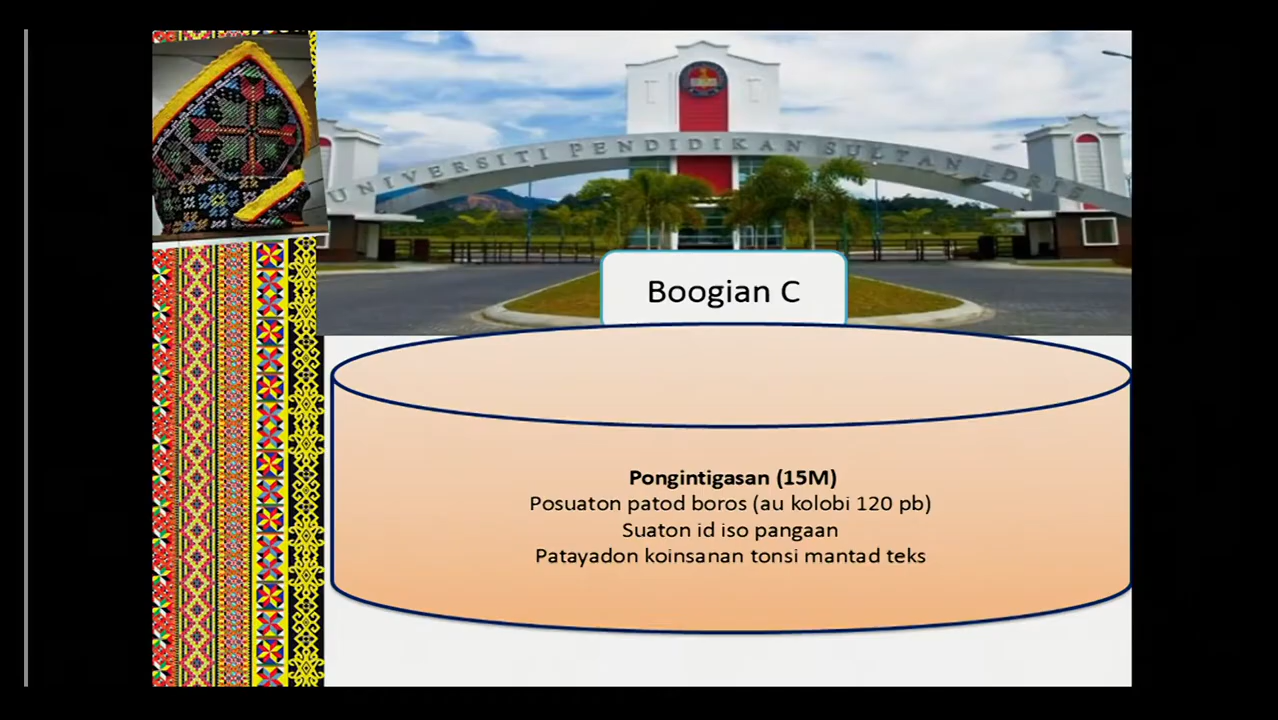 UNIVERSITI PENDIDIKAN SULTAN IDRIS
Boogian C
Pongintigasan (15M)
Posuaton patod boros (au kolobi 120 pb)
Suaton id iso pangaan
Patayadon koinsanan tonsi mantad teks